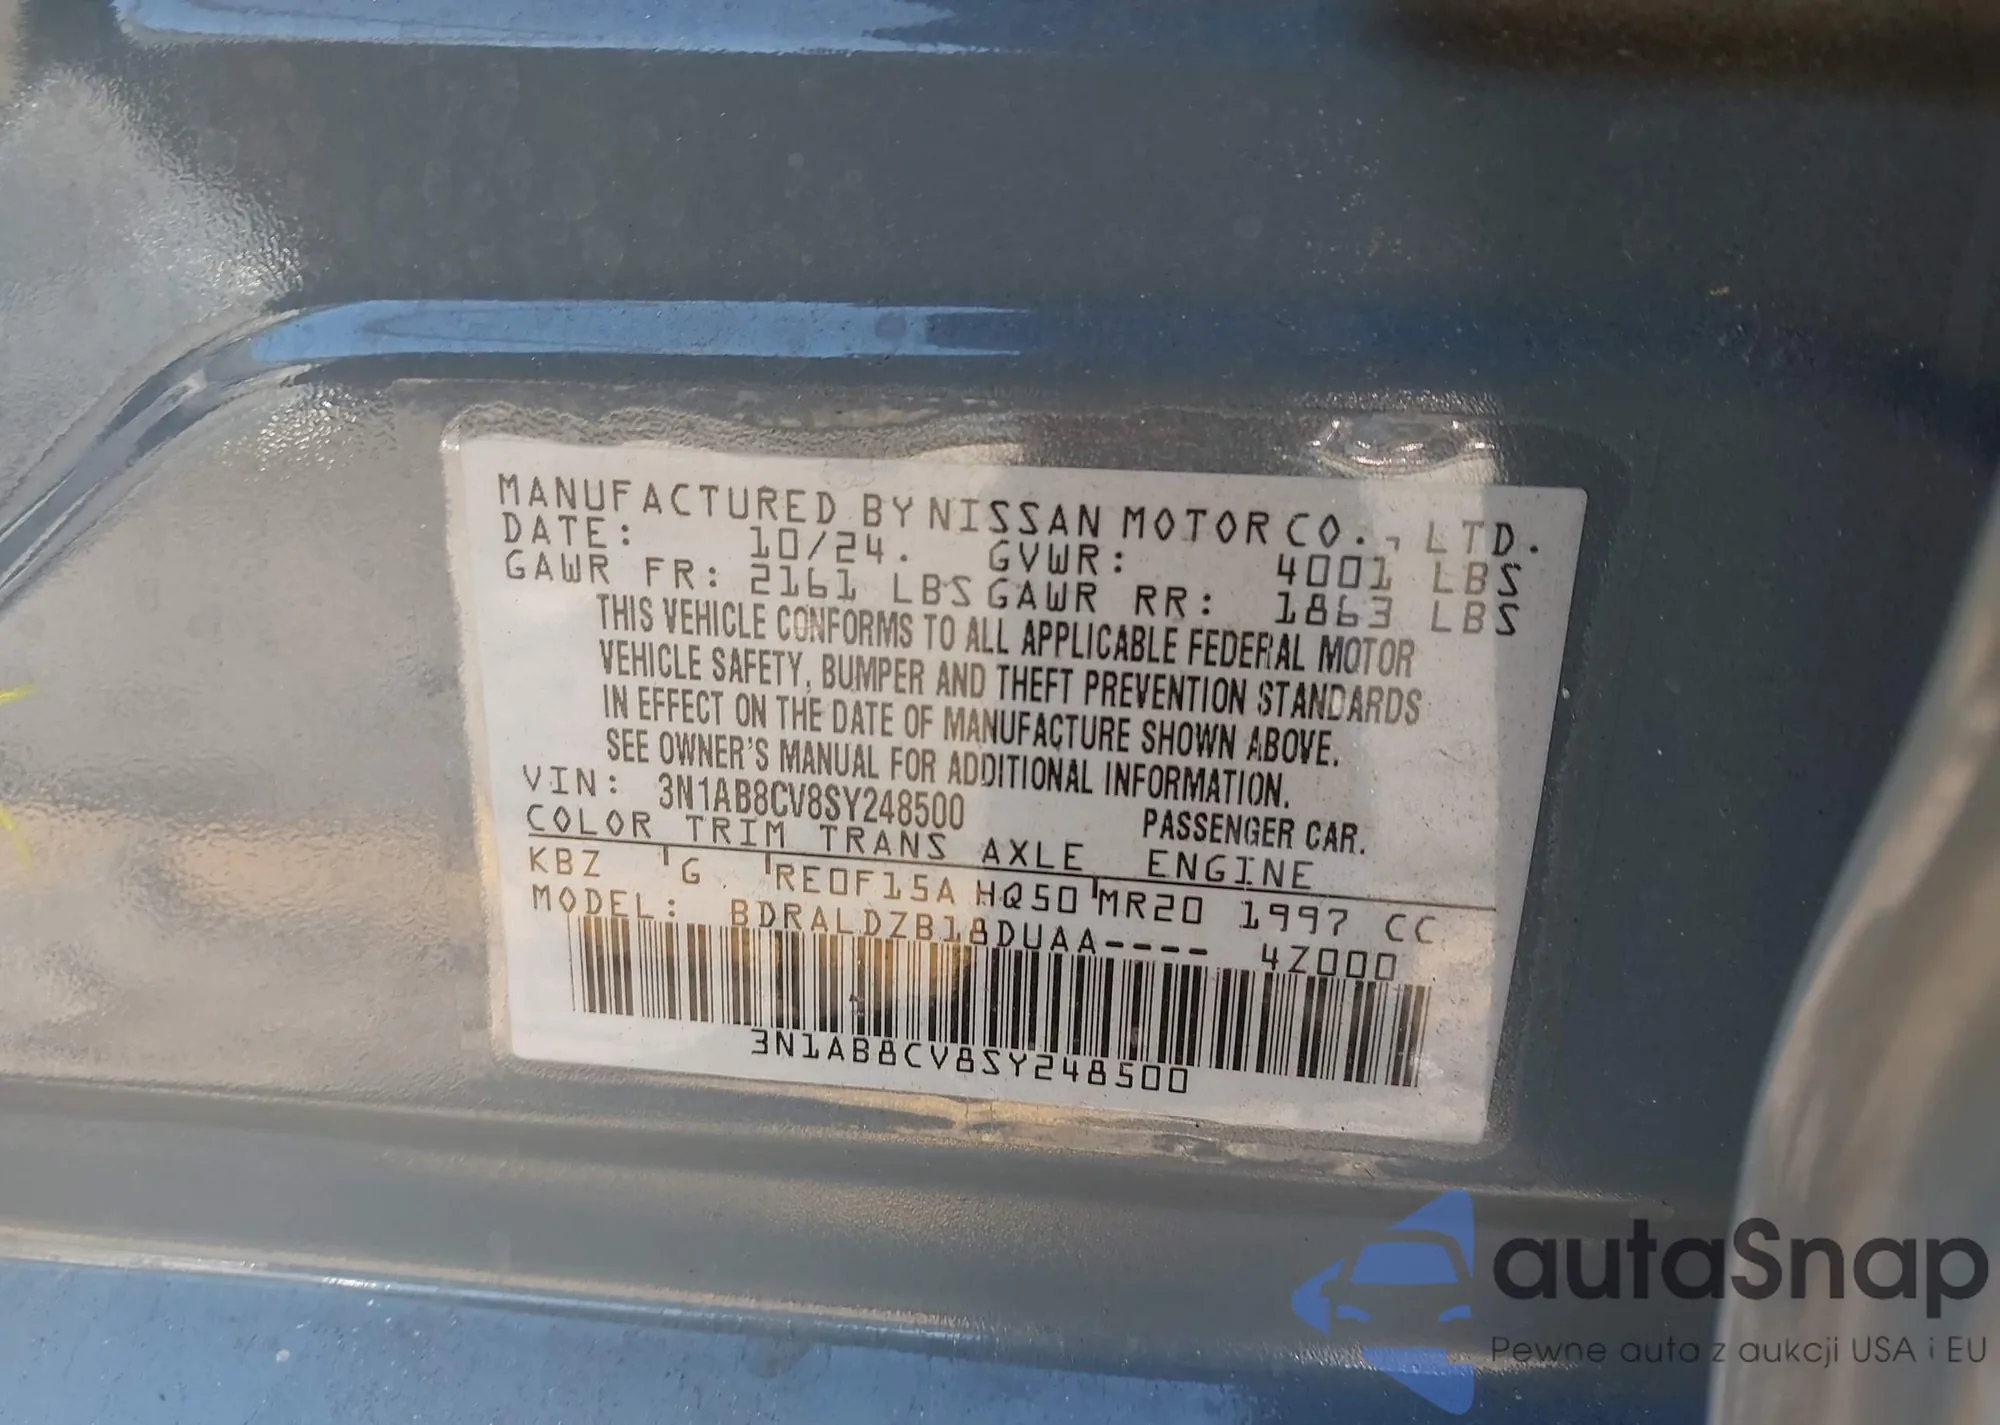 MANUFACTURED BY NISSAN MOTOR CO., LTD.
DATE: 10/24. GVWR: 4001 LBS
GAWR FR: 2161 LBS GAWR RR: 1863 LBS
THIS VEHICLE CONFORMS TO ALL APPLICABLE FEDERAL MOTOR
VEHICLE SAFETY, BUMPER AND THEFT PREVENTION STANDARDS
IN EFFECT ON THE DATE OF MANUFACTURE SHOWN ABOVE.
SEE OWNER'S MANUAL FOR ADDITIONAL INFORMATION.
VIN: 3N1AB8CV8SY248500 PASSENGER CAR.
COLOR TRIM TRANS AXLE ENGINE
KBZ G RE0F15A HQ50 MR20 1997 CC
MODEL: BDRALDZB18DUAA---- 4Z000
3N1AB8CV8SY248500
autaSnap
Pewne auta z aukcji USA i EU